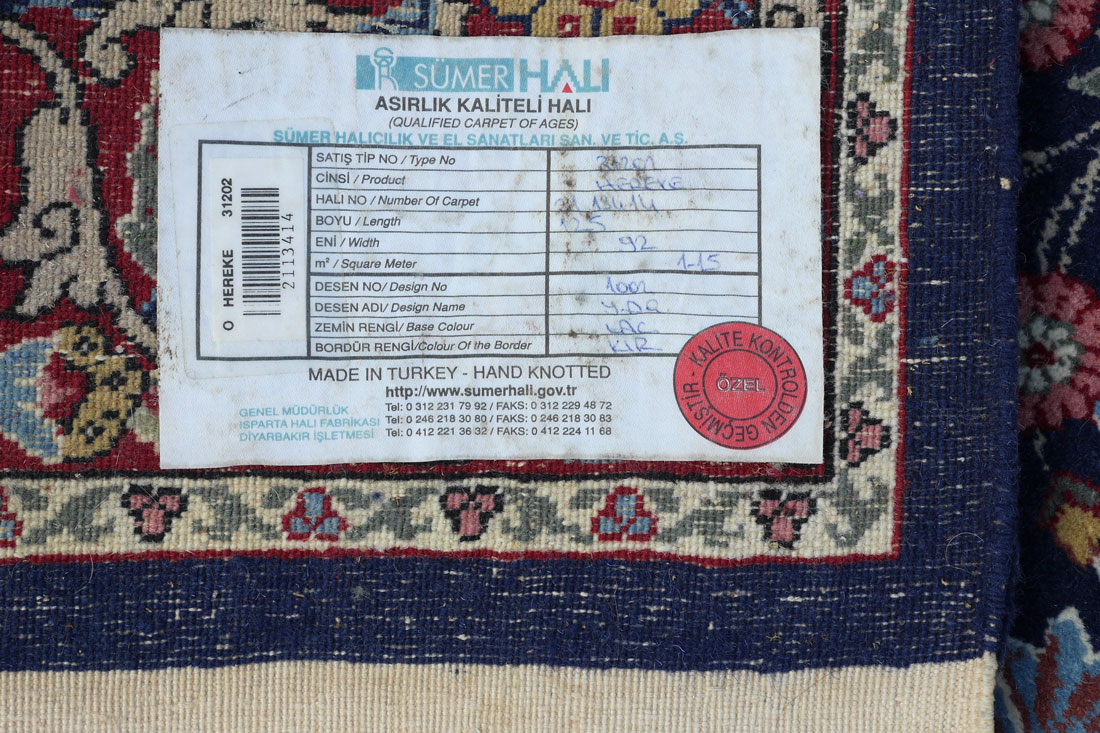 SÜMER HALI
ASIRLIK KALİTELİ HALI
(QUALIFIED CARPET OF AGES)
SÜMER HALICILIK VE EL SANATLARI SAN. VE TİC. A.Ş.
SATIŞ TİP NO / Type No
CİNSİ / Product HEREKE
HALI NO / Number Of Carpet
BOYU / Length 125
ENİ / Width 92
m² / Square Meter 1-15
DESEN NO / Design No 1001
DESEN ADI / Design Name
ZEMİN RENGİ / Base Colour LAC
BORDÜR RENGİ / Colour Of the Border KIR
O HEREKE 31202
2113414
MADE IN TURKEY - HAND KNOTTED
http://www.sumerhali.gov.tr
GENEL MÜDÜRLÜK Tel: 0 312 231 79 92 / FAKS: 0 312 229 48 72
ISPARTA HALI FABRİKASI Tel: 0 246 218 30 80 / FAKS: 0 246 218 30 83
DİYARBAKIR İŞLETMESİ Tel: 0 412 221 36 32 / FAKS: 0 412 224 11 68
KALİTE KONTROLDEN GEÇMİŞTİR -
ÖZEL